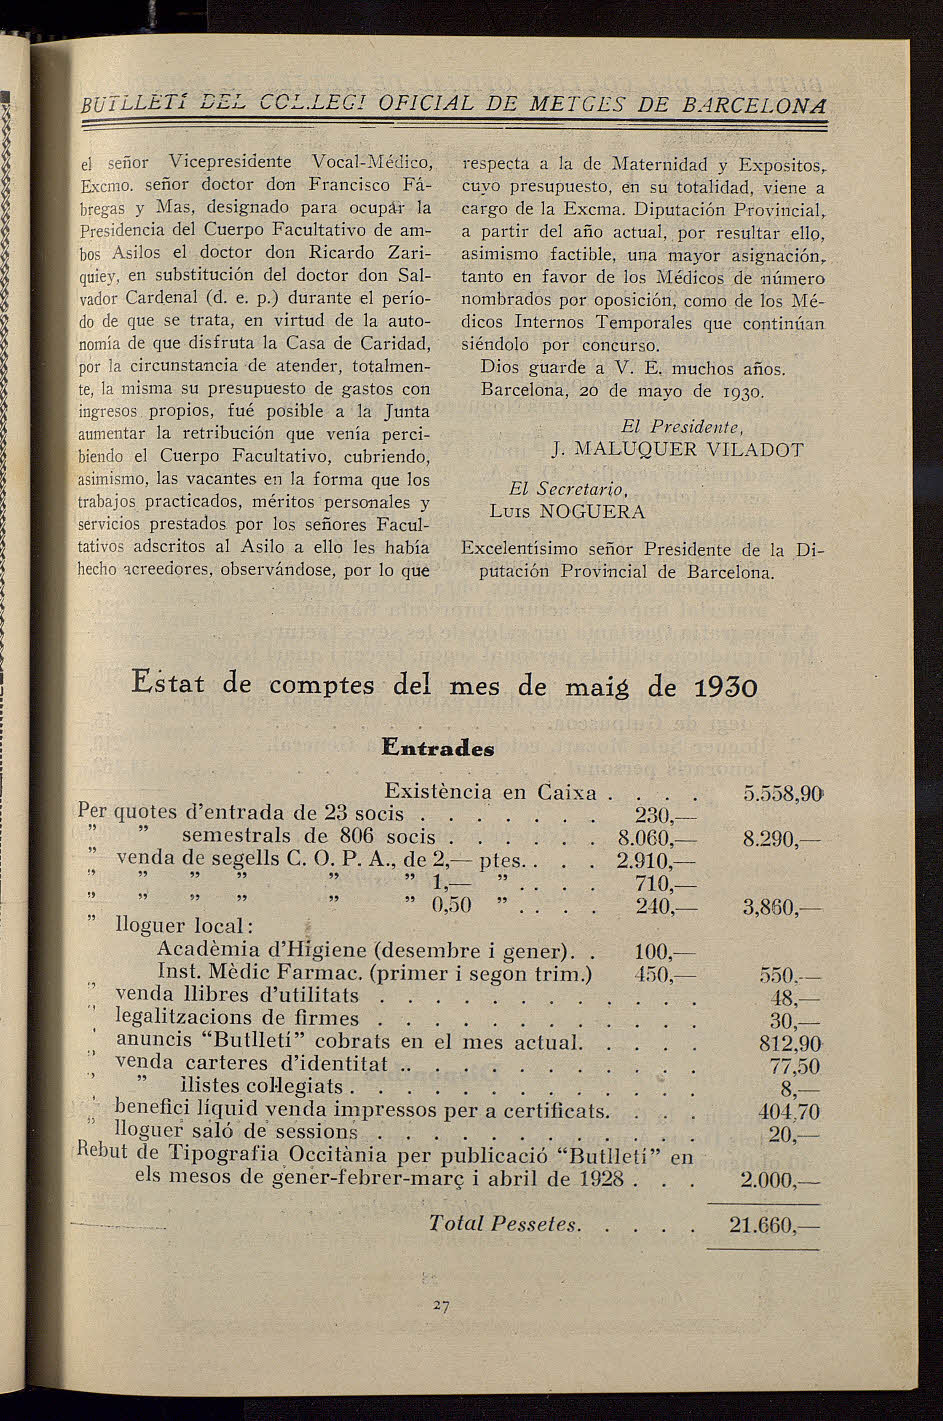 BUTLLETÍ DEL COL.LEGI OFICIAL DE METGES DE BARCELONA
el señor Vicepresidente Vocal-Médico,
Excmo. señor doctor don Francisco Fá-
bregas y Mas, designado para ocupar la
Presidencia del Cuerpo Facultativo de am-
bos Asilos el doctor don Ricardo Zari-
quiey, en substitución del doctor don Sal-
vador Cardenal (d. e. p.) durante el perío-
do de que se trata, en virtud de la auto-
nomía de que disfruta la Casa de Caridad,
por la circunstancia de atender, totalmen-
te, la misma su presupuesto de gastos con
ingresos propios, fué posible a la Junta
aumentar la retribución que venía perci-
biendo el Cuerpo Facultativo, cubriendo,
asimismo, las vacantes en la forma que los
trabajos practicados, méritos personales y
servicios prestados por los señores Facul-
tativos adscritos al Asilo a ello les había
hecho acreedores, observándose, por lo que
respecta a la de Maternidad y Expositos,
cuyo presupuesto, en su totalidad, viene a
cargo de la Excma. Diputación Provincial,
a partir del año actual, por resultar ello,
asimismo factible, una mayor asignación,
tanto en favor de los Médicos de número
nombrados por oposición, como de los Mé-
dicos Internos Temporales que continúan
siéndolo por concurso.
Dios guarde a V. E. muchos años.
Barcelona, 20 de mayo de 1930.
El Presidente,
J. MALUQUER VILADOT
El Secretario,
Luis NOGUERA
Excelentísimo señor Presidente de la Di-
putación Provincial de Barcelona.
Estat de comptes del mes de maig de 1930
Entrades
Existència en Caixa . . . . 5.558,90
Per quotes d'entrada de 23 socis . . . . . . . 230,—
" " semestrals de 806 socis . . . . . . 8.060,— 8.290,—
" venda de segells C. O. P. A., de 2,— ptes. . . . 2.910,—
" " " " " " 1,— " . . . . 710,—
" " " " " " 0,50 " . . . . 240,— 3,860,—
" lloguer local:
Acadèmia d'Higiene (desembre i gener). . 100,—
Inst. Mèdic Farmac. (primer i segon trim.) 450,— 550,—
" venda llibres d'utilitats . . . . . . . . . . . . 48,—
" legalitzacions de firmes . . . . . . . . . . . . 30,—
" anuncis "Butlletí" cobrats en el mes actual. . . . . 812,90
" venda carteres d'identitat . . . . . . . . . . . . 77,50
" " llistes col·legiats . . . . . . . . . . . . . 8,—
" benefici líquid venda impressos per a certificats. . . . 404,70
" lloguer saló de sessions . . . . . . . . . . . . 20,—
Rebut de Tipografia Occitània per publicació "Butlletí" en
els mesos de gener-febrer-març i abril de 1928 . . . 2.000,—
Total Pessetes. . . . . 21.660,—
27